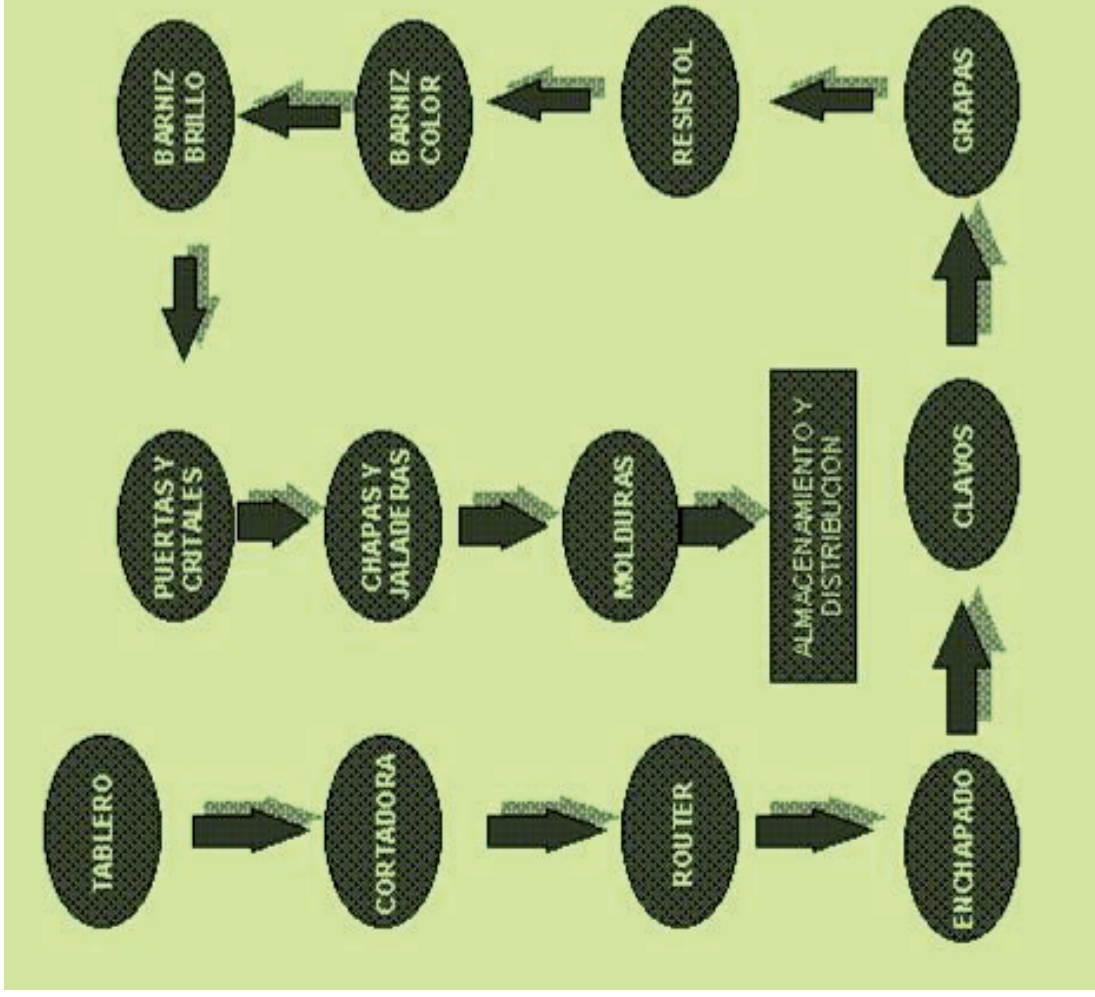 TABLERO
CORTADORA
ROUTER
ENCHAPADO
CLAVOS
GRAPAS
RESISTOL
BARNIZ
COLOR
BARNIZ
BRILLO
PUERTAS Y
CRITALES
CHAPAS Y
JALADERAS
MOLDURAS
ALMACENAMIENTO Y
DISTRIBUCION